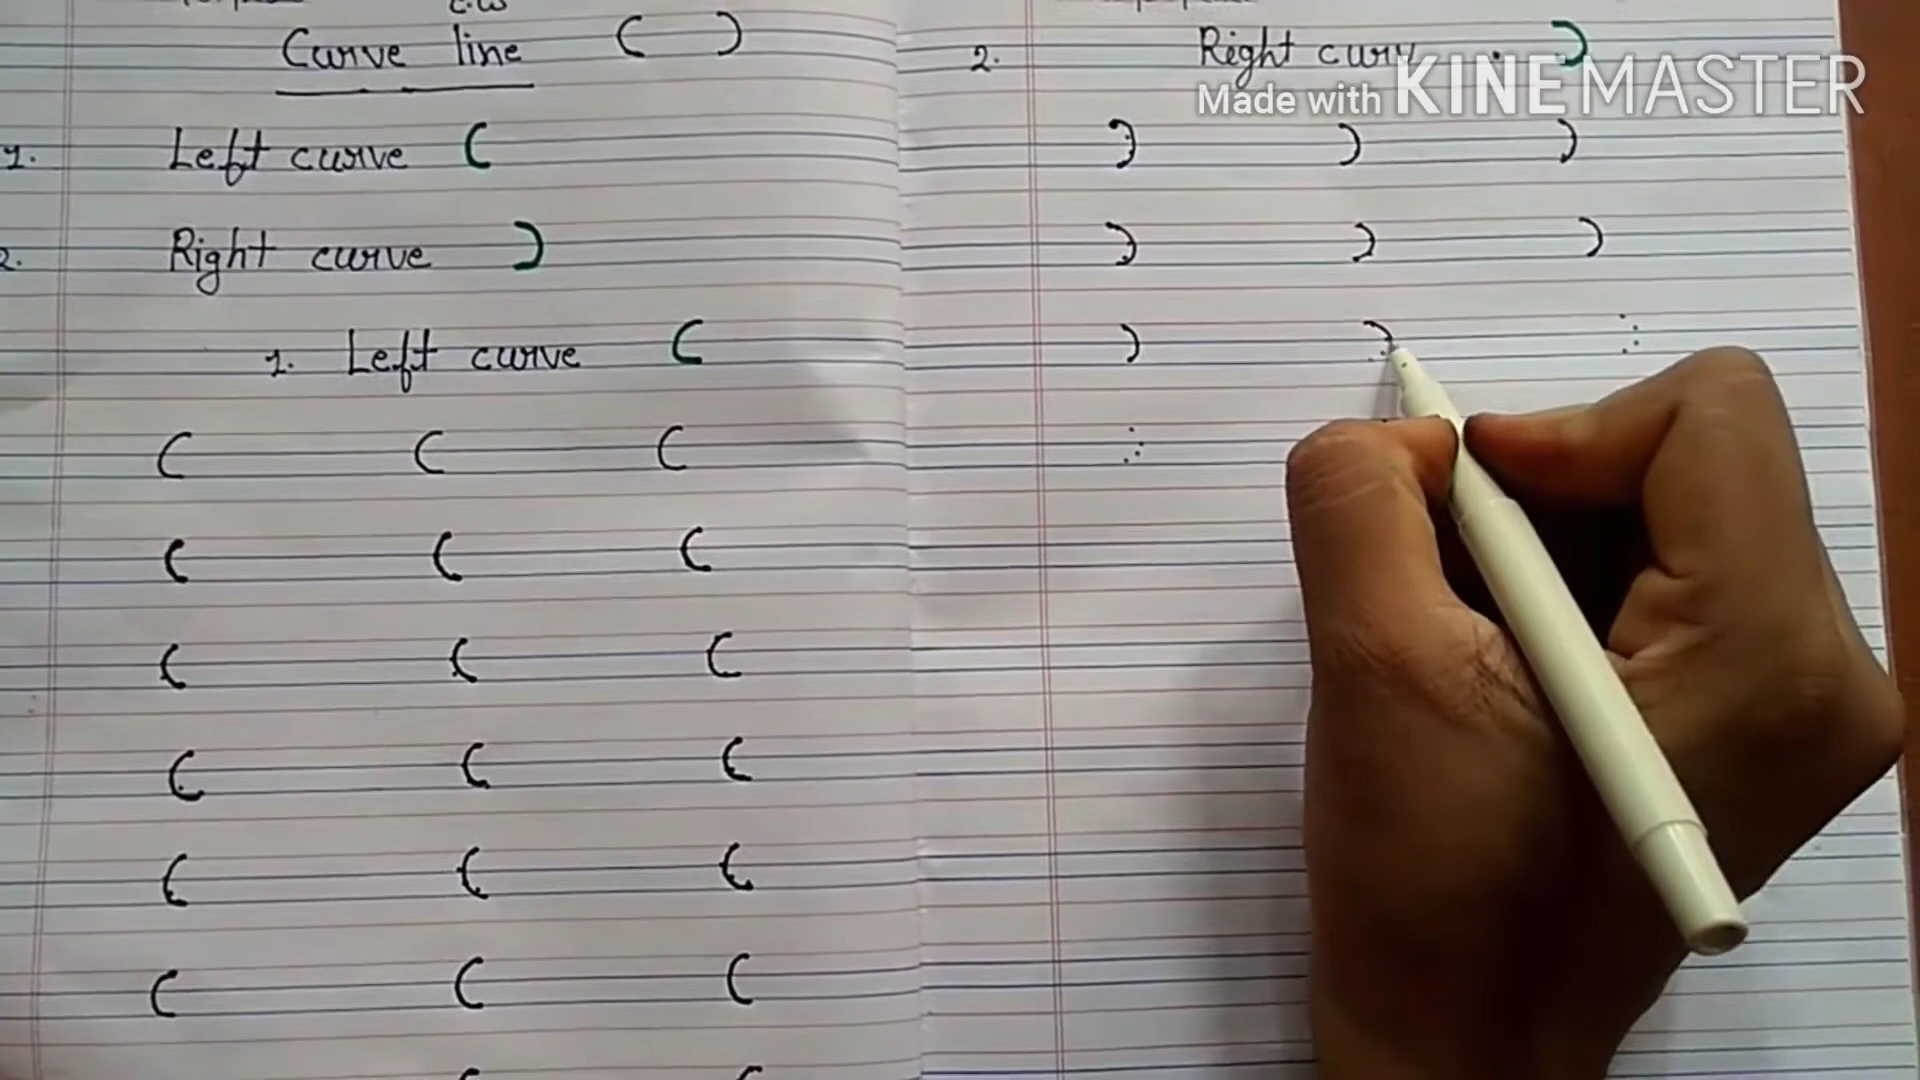 Curve line ( )
1. Left curve (
2. Right curve )
1. Left curve (
( ( (
( ( (
( ( (
( ( (
( ( (
( ( (
( (
2. Right curv )
Made with KINEMASTER
) ) )
) ) )
) )